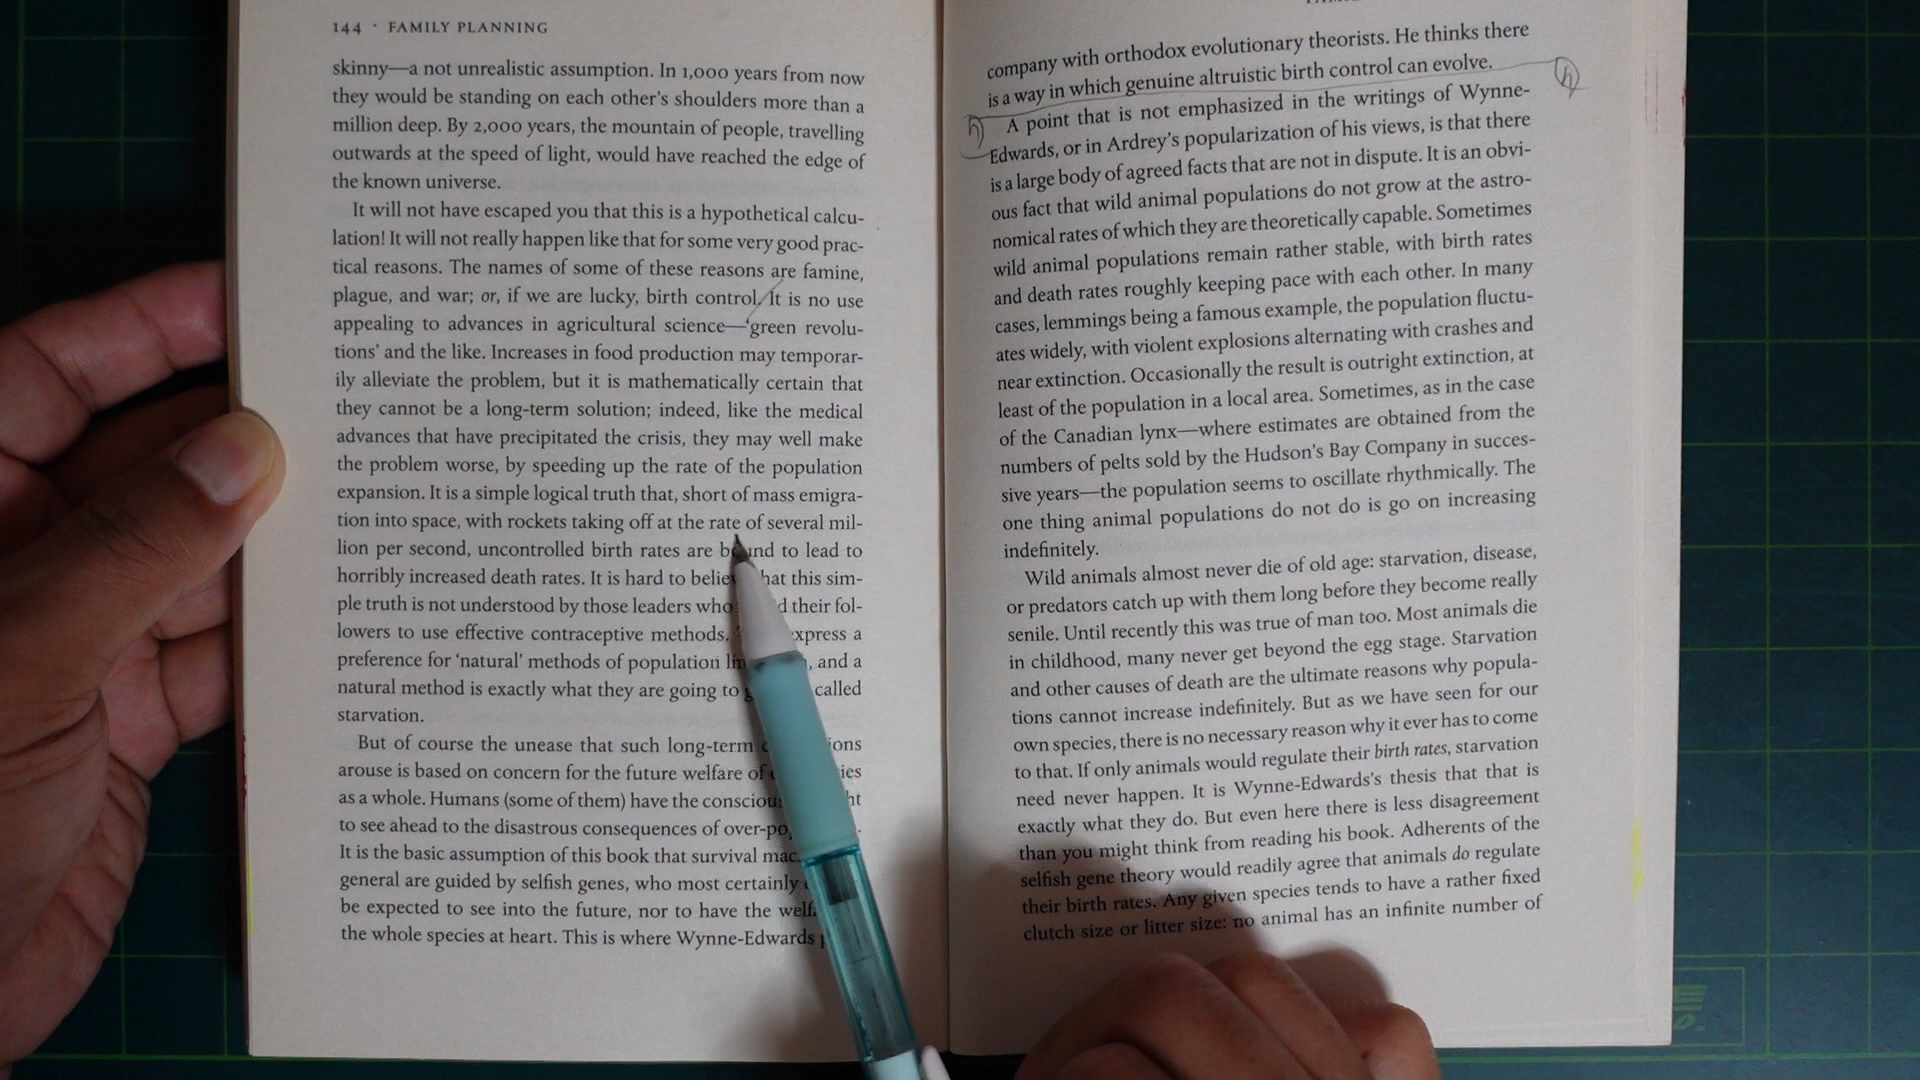 144 · FAMILY PLANNING
skinny—a not unrealistic assumption. In 1,000 years from now
they would be standing on each other's shoulders more than a
million deep. By 2,000 years, the mountain of people, travelling
outwards at the speed of light, would have reached the edge of
the known universe.
It will not have escaped you that this is a hypothetical calcu-
lation! It will not really happen like that for some very good prac-
tical reasons. The names of some of these reasons are famine,
plague, and war; or, if we are lucky, birth control. It is no use
appealing to advances in agricultural science—'green revolu-
tions' and the like. Increases in food production may temporar-
ily alleviate the problem, but it is mathematically certain that
they cannot be a long-term solution; indeed, like the medical
advances that have precipitated the crisis, they may well make
the problem worse, by speeding up the rate of the population
expansion. It is a simple logical truth that, short of mass emigra-
tion into space, with rockets taking off at the rate of several mil-
lion per second, uncontrolled birth rates are bound to lead to
horribly increased death rates. It is hard to believe that this sim-
ple truth is not understood by those leaders who their fol-
lowers to use effective contraceptive methods. express a
preference for 'natural' methods of population , and a
natural method is exactly what they are going to called
starvation.
But of course the unease that such long-term
arouse is based on concern for the future welfare of
as a whole. Humans (some of them) have the conscious
to see ahead to the disastrous consequences of
It is the basic assumption of this book that survival
general are guided by selfish genes, who most certainly
be expected to see into the future, nor to have the
the whole species at heart. This is where Wynne-Edwards
company with orthodox evolutionary theorists. He thinks there
is a way in which genuine altruistic birth control can evolve.
A point that is not emphasized in the writings of Wynne-
Edwards, or in Ardrey's popularization of his views, is that there
is a large body of agreed facts that are not in dispute. It is an obvi-
ous fact that wild animal populations do not grow at the astro-
nomical rates of which they are theoretically capable. Sometimes
wild animal populations remain rather stable, with birth rates
and death rates roughly keeping pace with each other. In many
cases, lemmings being a famous example, the population fluctu-
ates widely, with violent explosions alternating with crashes and
near extinction. Occasionally the result is outright extinction, at
least of the population in a local area. Sometimes, as in the case
of the Canadian lynx—where estimates are obtained from the
numbers of pelts sold by the Hudson's Bay Company in succes-
sive years—the population seems to oscillate rhythmically. The
one thing animal populations do not do is go on increasing
indefinitely.
Wild animals almost never die of old age: starvation, disease,
or predators catch up with them long before they become really
senile. Until recently this was true of man too. Most animals die
in childhood, many never get beyond the egg stage. Starvation
and other causes of death are the ultimate reasons why popula-
tions cannot increase indefinitely. But as we have seen for our
own species, there is no necessary reason why it ever has to come
to that. If only animals would regulate their birth rates, starvation
need never happen. It is Wynne-Edwards's thesis that that is
exactly what they do. But even here there is less disagreement
than you might think from reading his book. Adherents of the
selfish gene theory would readily agree that animals do regulate
their birth rates. Any given species tends to have a rather fixed
clutch size or litter size: no animal has an infinite number of